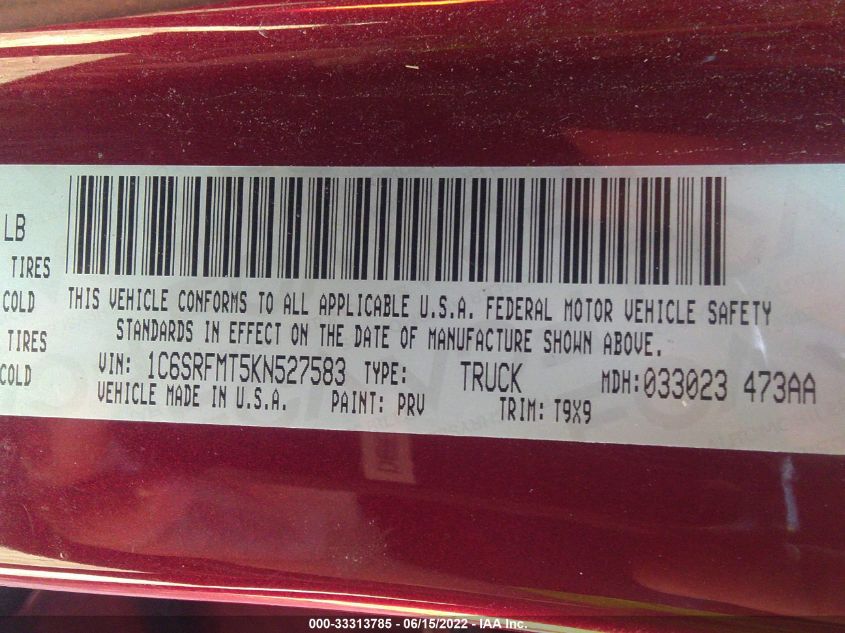 LB
TIRES
COLD
TIRES
COLD
THIS VEHICLE CONFORMS TO ALL APPLICABLE U.S.A. FEDERAL MOTOR VEHICLE SAFETY
STANDARDS IN EFFECT ON THE DATE OF MANUFACTURE SHOWN ABOVE.
VIN: 1C6SRFMT5KN527583 TYPE: TRUCK MDH: 033023 473AA
VEHICLE MADE IN U.S.A. PAINT: PRV TRIM: T9X9
000-33313785 - 06/15/2022 - IAA Inc.